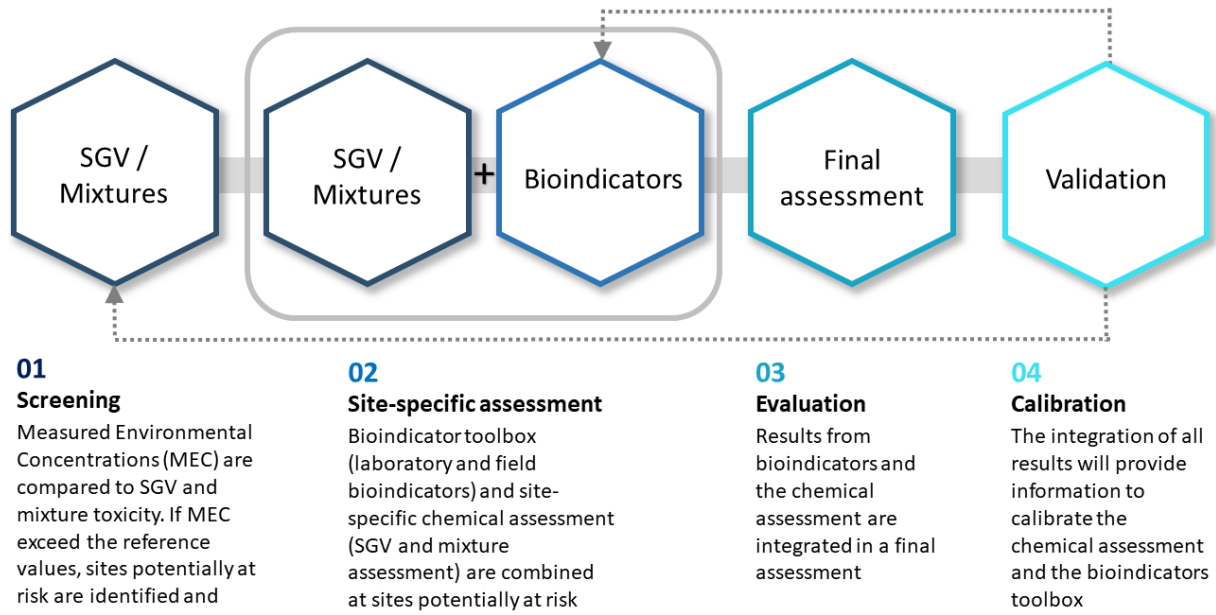 SGV /
Mixtures
SGV /
Mixtures
+
Bioindicators
Final
assessment
Validation
01
Screening
Measured Environmental
Concentrations (MEC) are
compared to SGV and
mixture toxicity. If MEC
exceed the reference
values, sites potentially at
risk are identified and
02
Site-specific assessment
Bioindicator toolbox
(laboratory and field
bioindicators) and site-
specific chemical assessment
(SGV and mixture
assessment) are combined
at sites potentially at risk
03
Evaluation
Results from
bioindicators and
the chemical
assessment are
integrated in a final
assessment
04
Calibration
The integration of all
results will provide
information to
calibrate the
chemical assessment
and the bioindicators
toolbox